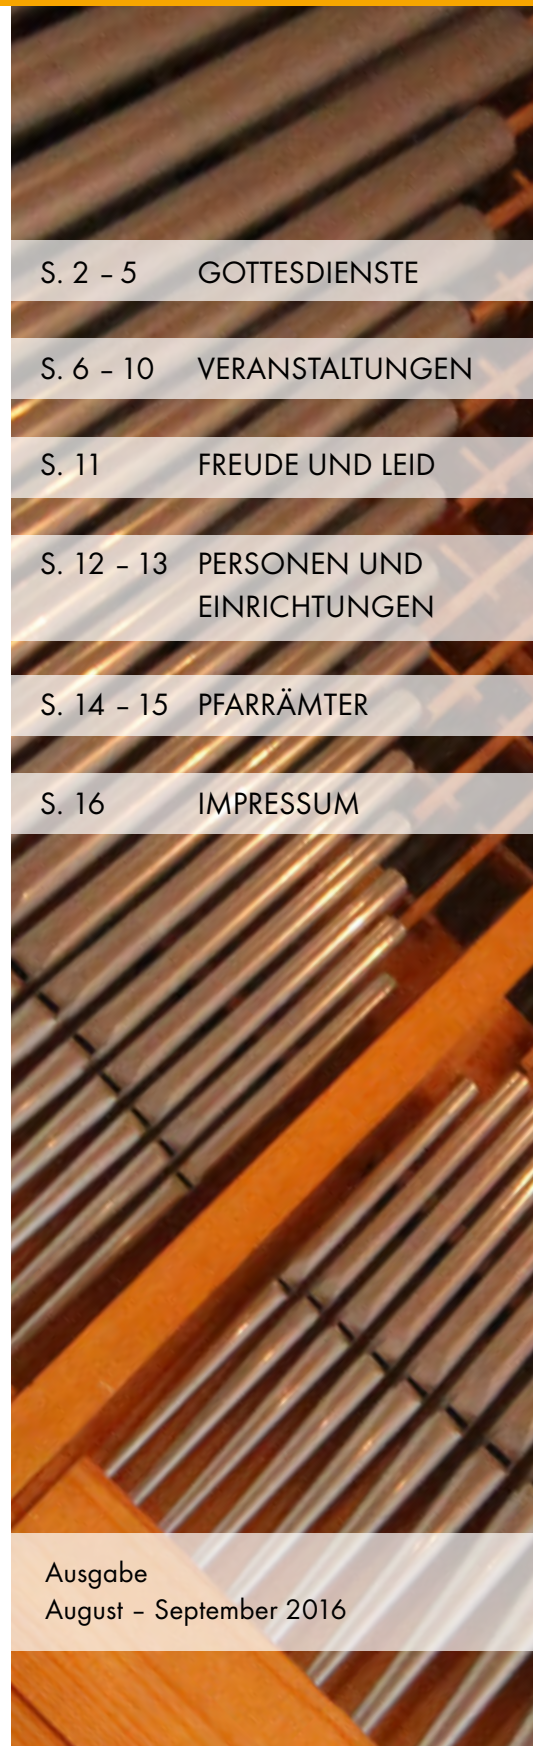 S. 2 – 5 GOTTESDIENSTE
S. 6 – 10 VERANSTALTUNGEN
S. 11 FREUDE UND LEID
S. 12 – 13 PERSONEN UND
EINRICHTUNGEN
S. 14 – 15 PFARRÄMTER
S. 16 IMPRESSUM
Ausgabe
August – September 2016